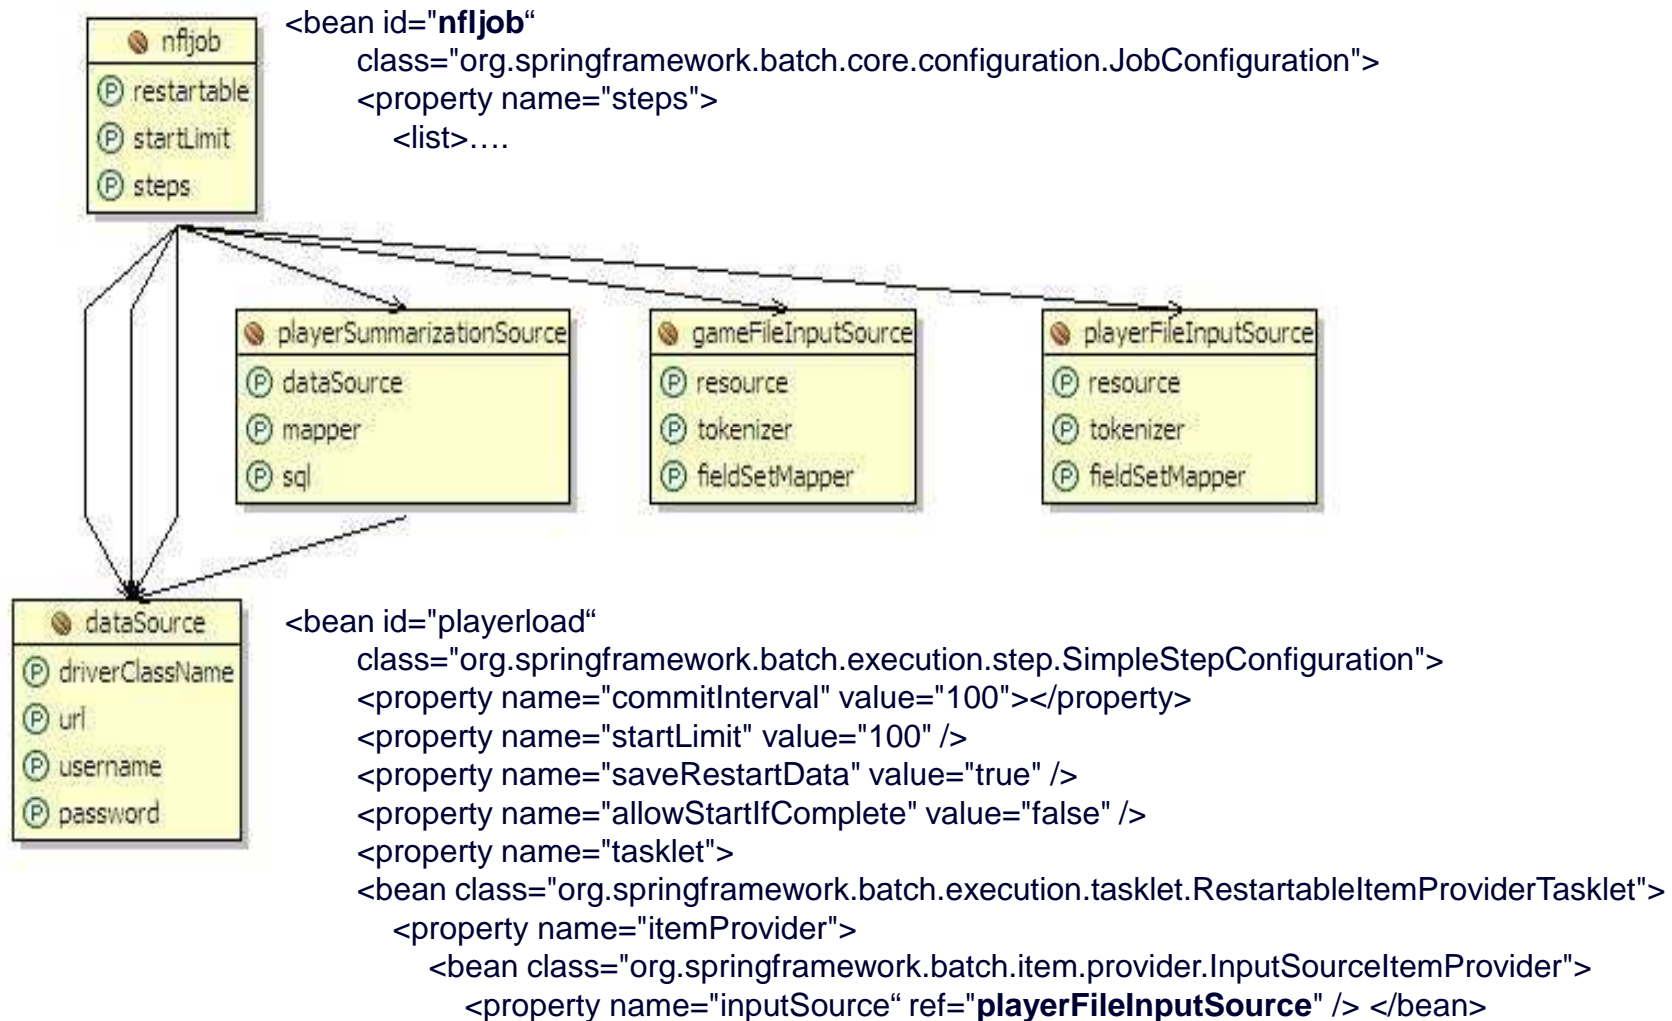 nfljob
restartable
startLimit
steps
<bean id="nfljob“
class="org.springframework.batch.core.configuration.JobConfiguration">
<property name="steps">
<list>….
playerSummarizationSource
dataSource
mapper
sql
gameFileInputSource
resource
tokenizer
fieldSetMapper
playerFileInputSource
resource
tokenizer
fieldSetMapper
dataSource
driverClassName
url
username
password
<bean id="playerload“
class="org.springframework.batch.execution.step.SimpleStepConfiguration">
<property name="commitInterval" value="100"></property>
<property name="startLimit" value="100" />
<property name="saveRestartData" value="true" />
<property name="allowStartIfComplete" value="false" />
<property name="tasklet">
<bean class="org.springframework.batch.execution.tasklet.RestartableItemProviderTasklet">
<property name="itemProvider">
<bean class="org.springframework.batch.item.provider.InputSourceItemProvider">
<property name="inputSource“ ref="playerFileInputSource" /> </bean>